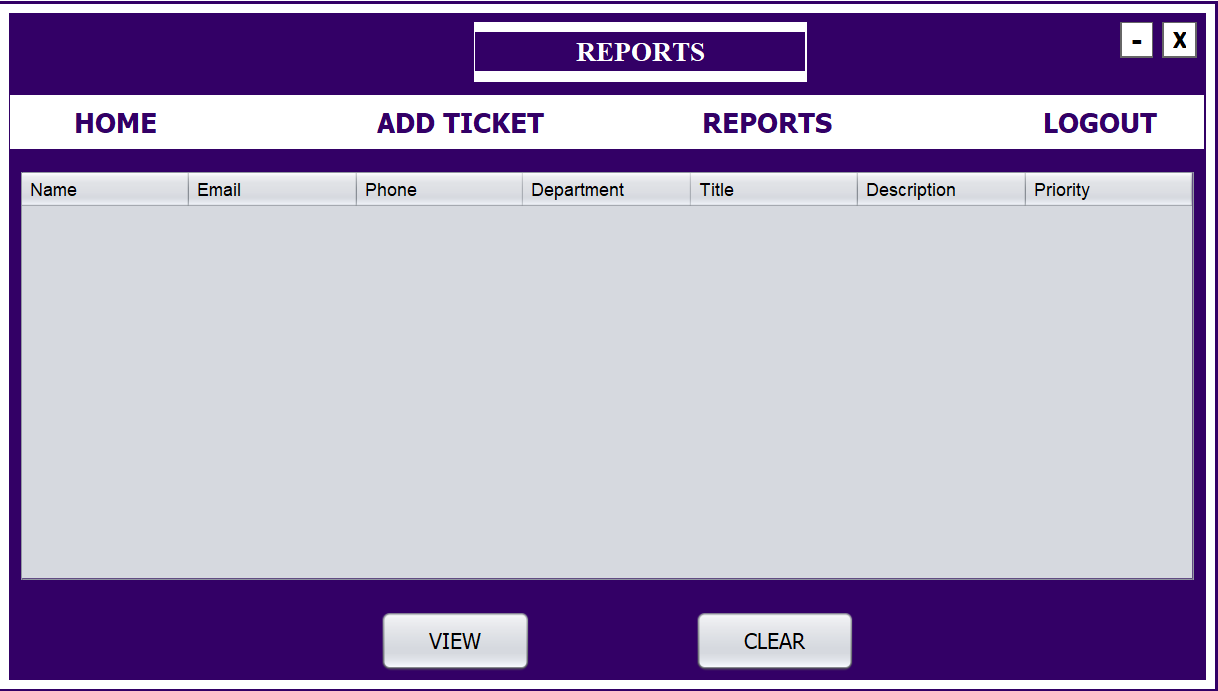 REPORTS
- X
HOME ADD TICKET REPORTS LOGOUT
Name Email Phone Department Title Description Priority
VIEW CLEAR